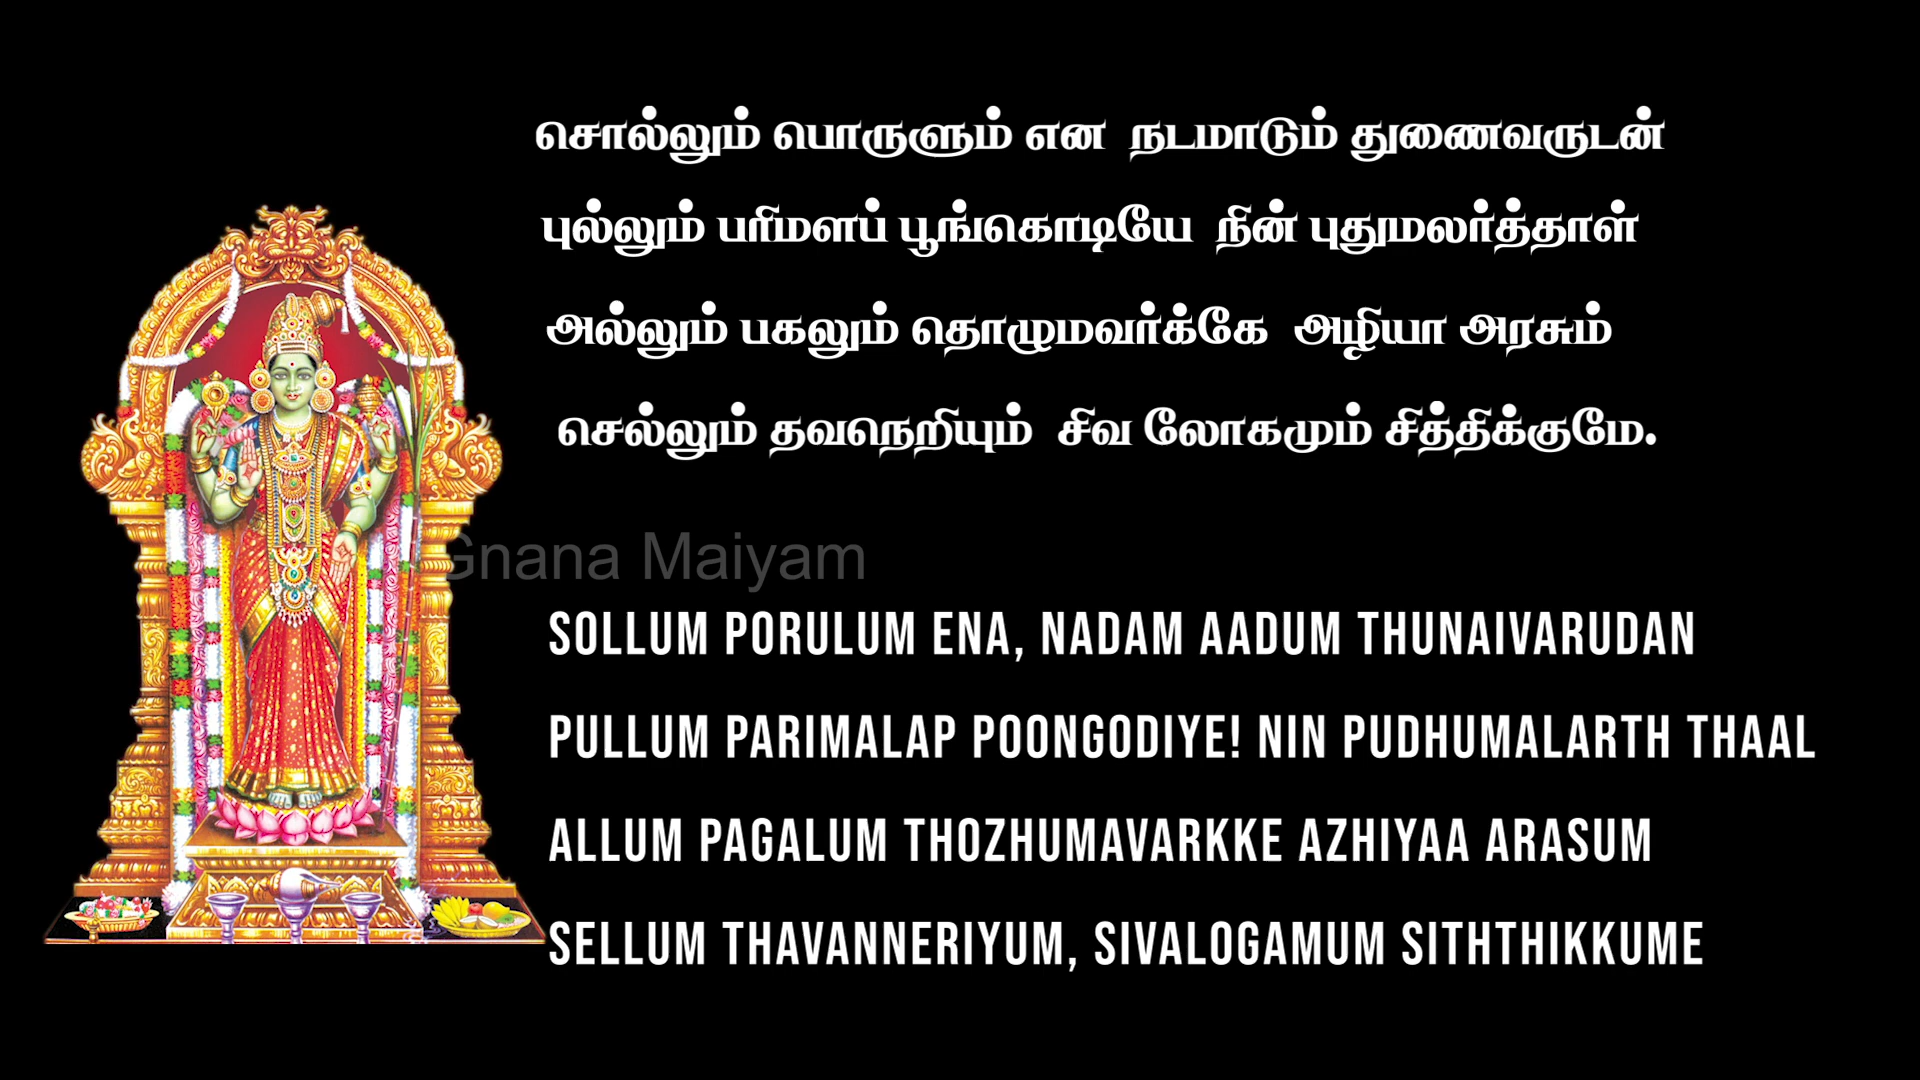 சொல்லும் பொருளும் என நடமாடும் துணைவருடன்
புல்லும் பரிமளப் பூங்கொடியே நின் புதுமலர்த்தாள்
அல்லும் பகலும் தொழுமவர்க்கே அழியா அரசும்
செல்லும் தவநெறியும் சிவ லோகமும் சித்திக்குமே.
Gnana Maiyam
SOLLUM PORULUM ENA, NADAM AADUM THUNAIVARUDAN
PULLUM PARIMALAP POONGODIYE! NIN PUDHUMALARTH THAAL
ALLUM PAGALUM THOZHUMAVARKKE AZHIYAA ARASUM
SELLUM THAVANNERIYUM, SIVALOGAMUM SITHTHIKKUME